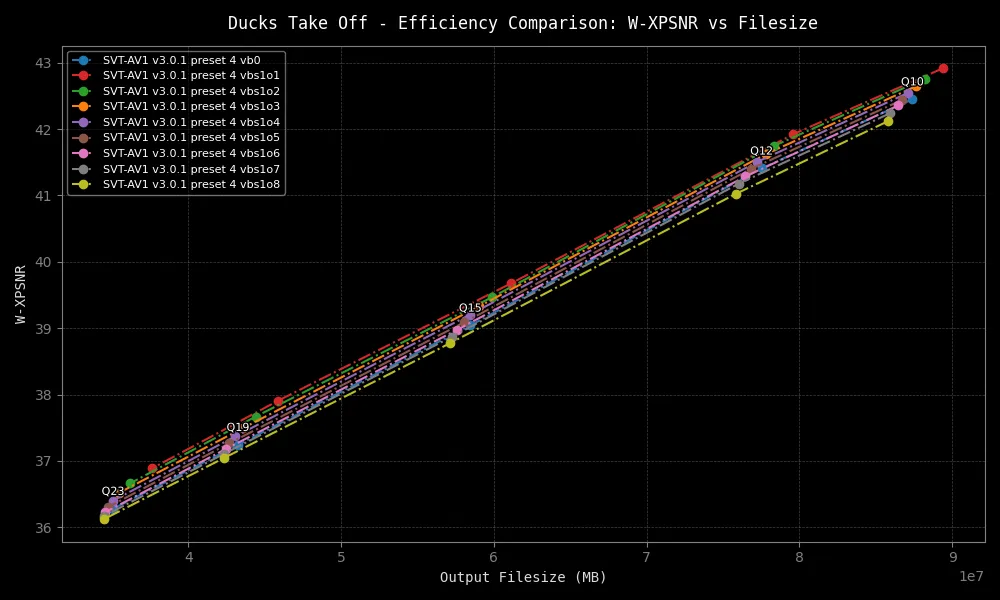 Ducks Take Off - Efficiency Comparison: W-XPSNR vs Filesize
SVT-AV1 v3.0.1 preset 4 vb0
SVT-AV1 v3.0.1 preset 4 vbs1o1
SVT-AV1 v3.0.1 preset 4 vbs1o2
SVT-AV1 v3.0.1 preset 4 vbs1o3
SVT-AV1 v3.0.1 preset 4 vbs1o4
SVT-AV1 v3.0.1 preset 4 vbs1o5
SVT-AV1 v3.0.1 preset 4 vbs1o6
SVT-AV1 v3.0.1 preset 4 vbs1o7
SVT-AV1 v3.0.1 preset 4 vbs1o8
Q10
Q12
Q15
Q19
Q23
W-XPSNR
43
42
41
40
39
38
37
36
4 5 6 7 8 9
1e7
Output Filesize (MB)